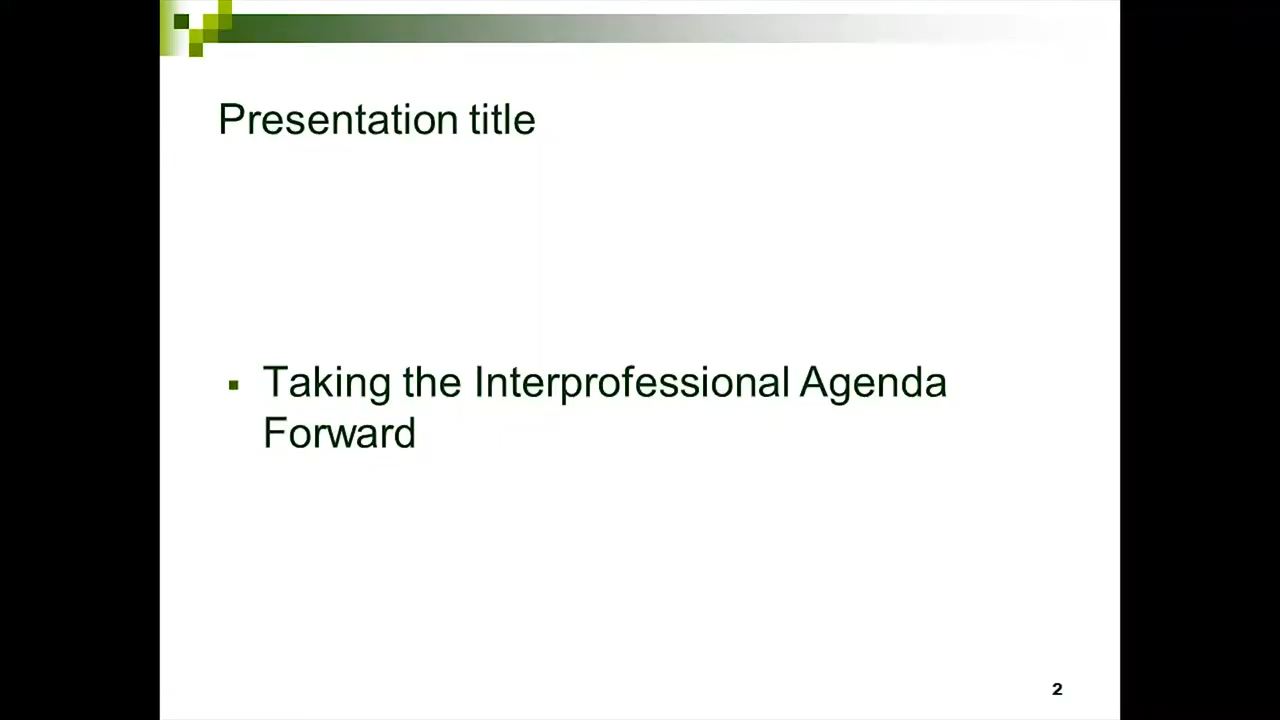 Presentation title
▪ Taking the Interprofessional Agenda
Forward
2